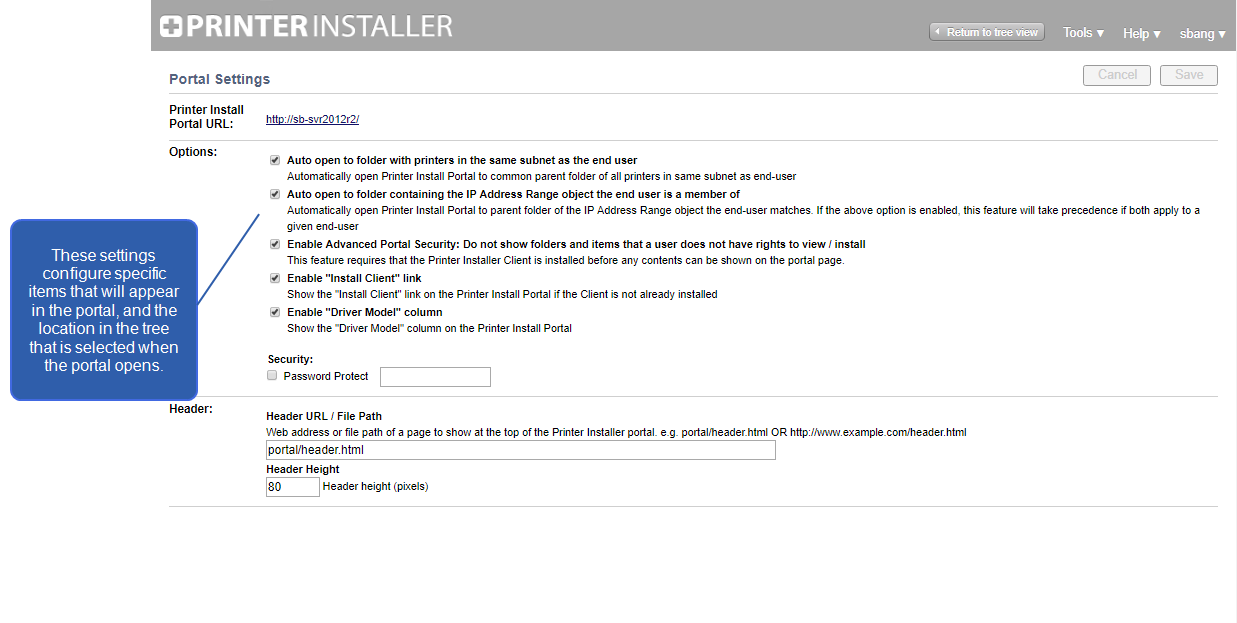 PRINTERINSTALLER
Return to tree view
Tools ▾
Help ▾
sbang ▾
Portal Settings
Cancel
Save
Printer Install
Portal URL:
http://sb-svr2012r2/
Options:
Auto open to folder with printers in the same subnet as the end user
Automatically open Printer Install Portal to common parent folder of all printers in same subnet as end-user
Auto open to folder containing the IP Address Range object the end user is a member of
Automatically open Printer Install Portal to parent folder of the IP Address Range object the end-user matches. If the above option is enabled, this feature will take precedence if both apply to a
given end-user
Enable Advanced Portal Security: Do not show folders and items that a user does not have rights to view / install
This feature requires that the Printer Installer Client is installed before any contents can be shown on the portal page.
Enable "Install Client" link
Show the "Install Client" link on the Printer Install Portal if the Client is not already installed
Enable "Driver Model" column
Show the "Driver Model" column on the Printer Install Portal
These settings
configure specific
items that will appear
in the portal, and the
location in the tree
that is selected when
the portal opens.
Security:
Password Protect
Header:
Header URL / File Path
Web address or file path of a page to show at the top of the Printer Installer portal. e.g. portal/header.html OR http://www.example.com/header.html
portal/header.html
Header Height
80
Header height (pixels)